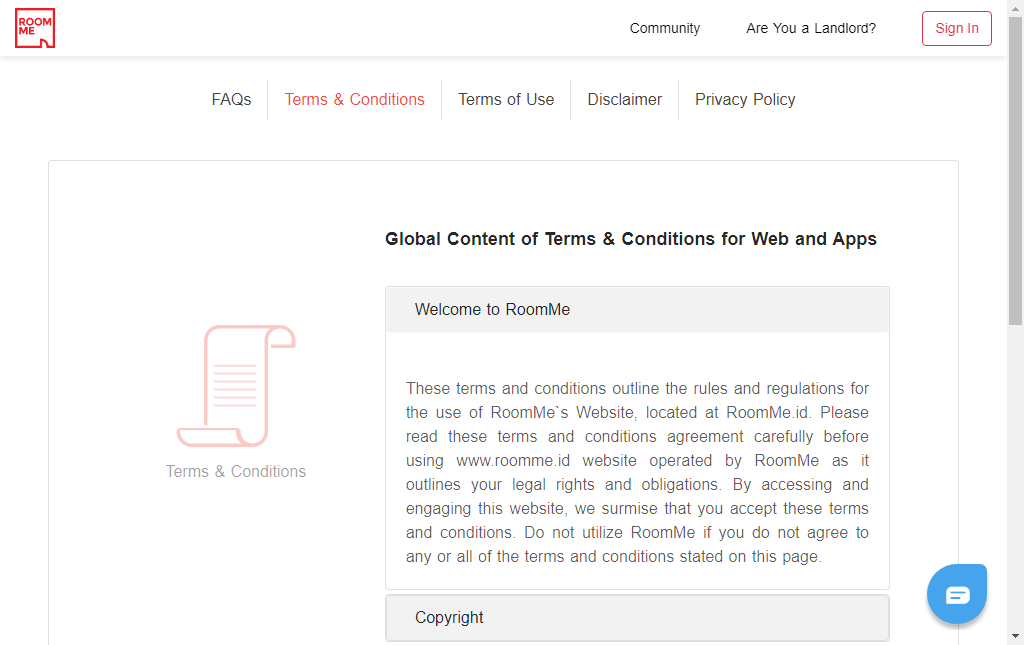 ROOM
ME
Community
Are You a Landlord?
Sign In
FAQs
Terms & Conditions
Terms of Use
Disclaimer
Privacy Policy
Global Content of Terms & Conditions for Web and Apps
Welcome to RoomMe
These terms and conditions outline the rules and regulations for
the use of RoomMe`s Website, located at RoomMe.id. Please
read these terms and conditions agreement carefully before
using www.roomme.id website operated by RoomMe as it
outlines your legal rights and obligations. By accessing and
engaging this website, we surmise that you accept these terms
and conditions. Do not utilize RoomMe if you do not agree to
any or all of the terms and conditions stated on this page.
Terms & Conditions
Copyright